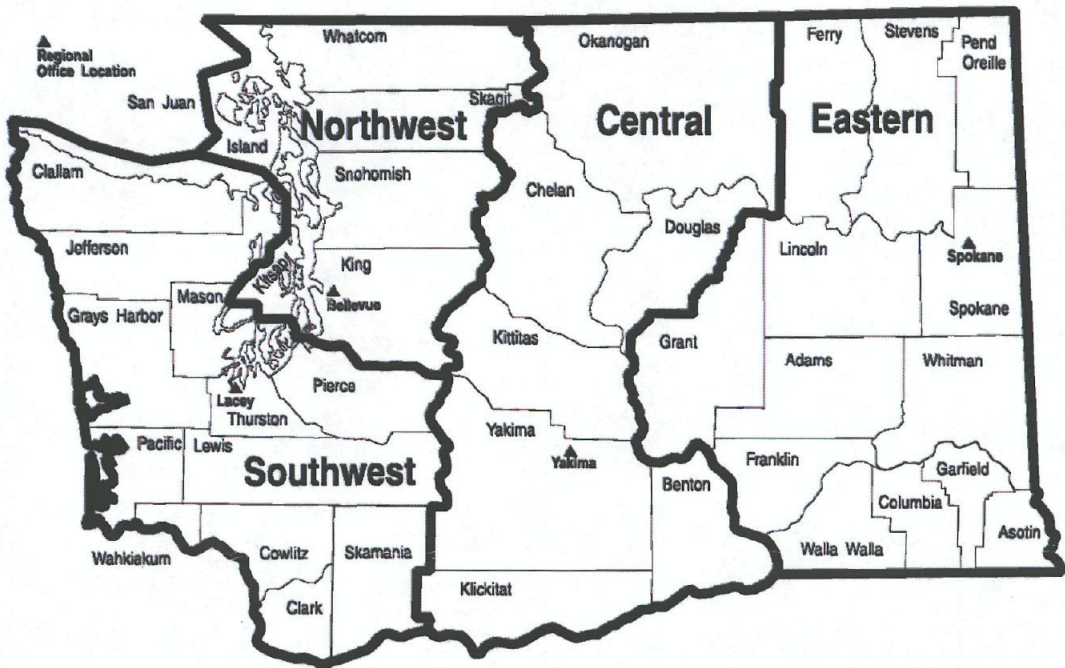 Regional
Office Location
Whatcom
Okanogan
Ferry
Stevens
Pend
Oreille
San Juan
Skagit
Northwest
Central
Eastern
Island
Clallam
Snohomish
Chelan
Douglas
Jefferson
Lincoln
Spokane
Kitsap
King
Mason
Bellevue
Grays Harbor
Spokane
Kittitas
Grant
Adams
Whitman
Pierce
Lacey
Thurston
Yakima
Pacific
Lewis
Yakima
Southwest
Franklin
Garfield
Benton
Columbia
Asotin
Wahkiakum
Cowlitz
Skamania
Walla Walla
Klickitat
Clark